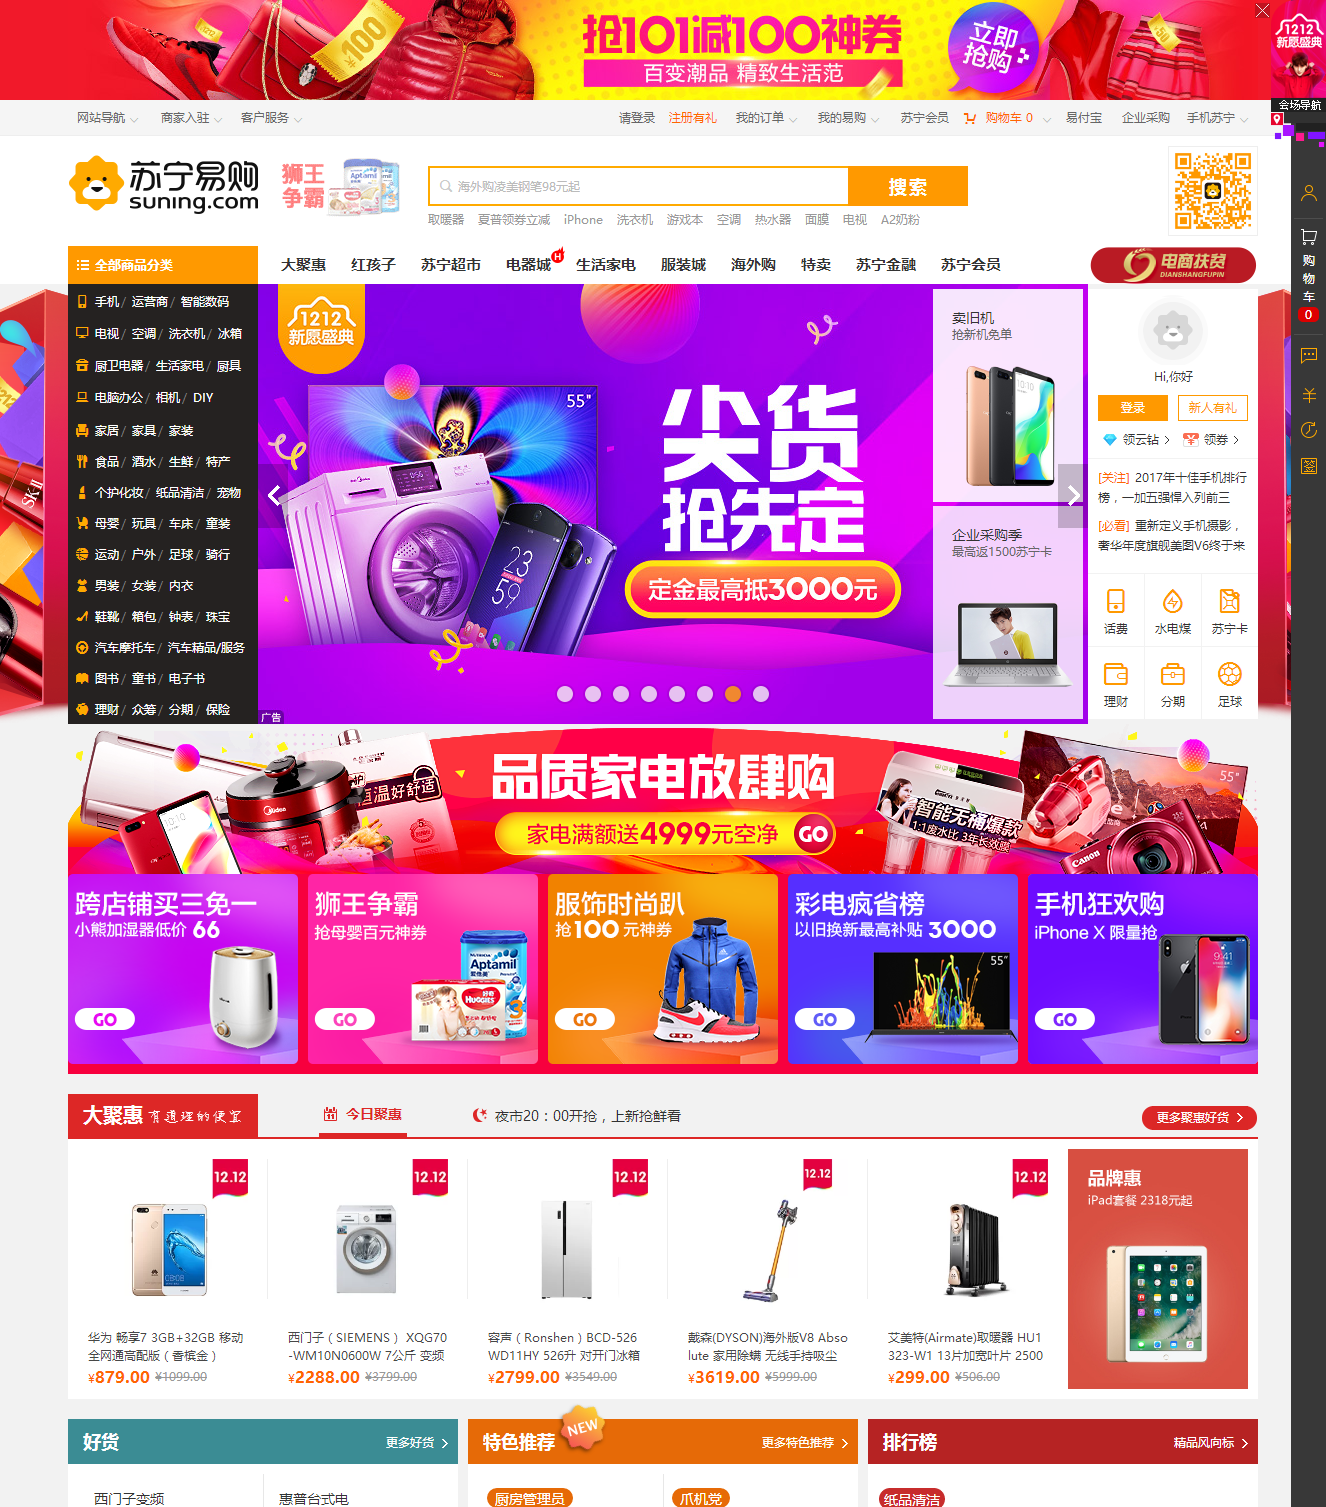 抢101减100神券
百变潮品 精致生活范
立即
抢购
1212
新愿盛典
会场导航
网站导航 商家入驻 客户服务 请登录 注册有礼 我的订单 我的易购 苏宁会员 购物车 0 易付宝 企业采购 手机苏宁
苏宁易购
suning.com
狮王
争霸
Aptamil
海外购凌美钢笔98元起
搜索
取暖器 夏普领券立减 iPhone 洗衣机 游戏本 空调 热水器 面膜 电视 A2奶粉
全部商品分类
大聚惠 红孩子 苏宁超市 电器城 H 生活家电 服装城 海外购 特卖 苏宁金融 苏宁会员
电商扶贫
DIANSHANGFUPIN
手机/ 运营商/ 智能数码
电视/ 空调/ 洗衣机/ 冰箱
厨卫电器/ 生活家电/ 厨具
电脑办公/ 相机/ DIY
家居/ 家具/ 家装
食品/ 酒水/ 生鲜/ 特产
个护化妆/ 纸品清洁/ 宠物
母婴/ 玩具/ 车床/ 童装
运动/ 户外/ 足球/ 骑行
男装/ 女装/ 内衣
鞋靴/ 箱包/ 钟表/ 珠宝
汽车摩托车/ 汽车精品/服务
图书/ 童书/ 电子书
理财/ 众筹/ 分期/ 保险
SK-II
1212
新愿盛典
55"
23
59
尖货
抢先定
定金最高抵3000元
广告
卖旧机
抢新机免单
企业采购季
最高返1500苏宁卡
Hi,你好
登录 新人有礼
领云钻 领券
[关注] 2017年十佳手机排行
榜，一加五强悍入列前三
[必看] 重新定义手机摄影，
奢华年度旗舰美图V6终于来
话费 水电煤 苏宁卡
理财 分期 足球
购
物
车
0
签
品质家电放肆购
家电满额送4999元空净 GO
Midea
恒温好舒适
智能无桶爆款
1:1废水比 3年长效膜
Canon
55"
跨店铺买三免一
小熊加湿器低价 66
GO
狮王争霸
抢母婴百元神券
GO
Aptamil
HUGGIES
服饰时尚趴
抢100元神券
GO
彩电疯省榜
以旧换新最高补贴 3000
55"
GO
手机狂欢购
iPhone X 限量抢
9:41
GO
大聚惠 有道理的便宜
今日聚惠
夜市20：00开抢，上新抢鲜看
更多聚惠好货
12.12 12.12 12.12 12.12 12.12
华为 畅享7 3GB+32GB 移动
全网通高配版（香槟金）
¥879.00 ¥1099.00
西门子（SIEMENS） XQG70
-WM10N0600W 7公斤 变频
¥2288.00 ¥3799.00
容声（Ronshen）BCD-526
WD11HY 526升 对开门冰箱
¥2799.00 ¥3549.00
戴森(DYSON)海外版V8 Abso
lute 家用除螨 无线手持吸尘
¥3619.00 ¥5999.00
艾美特(Airmate)取暖器 HU1
323-W1 13片加宽叶片 2500
¥299.00 ¥506.00
品牌惠
iPad套餐 2318元起
好货 更多好货
特色推荐 NEW 更多特色推荐
排行榜 精品风向标
西门子变频 惠普台式电
厨房管理员 爪机党
纸品清洁